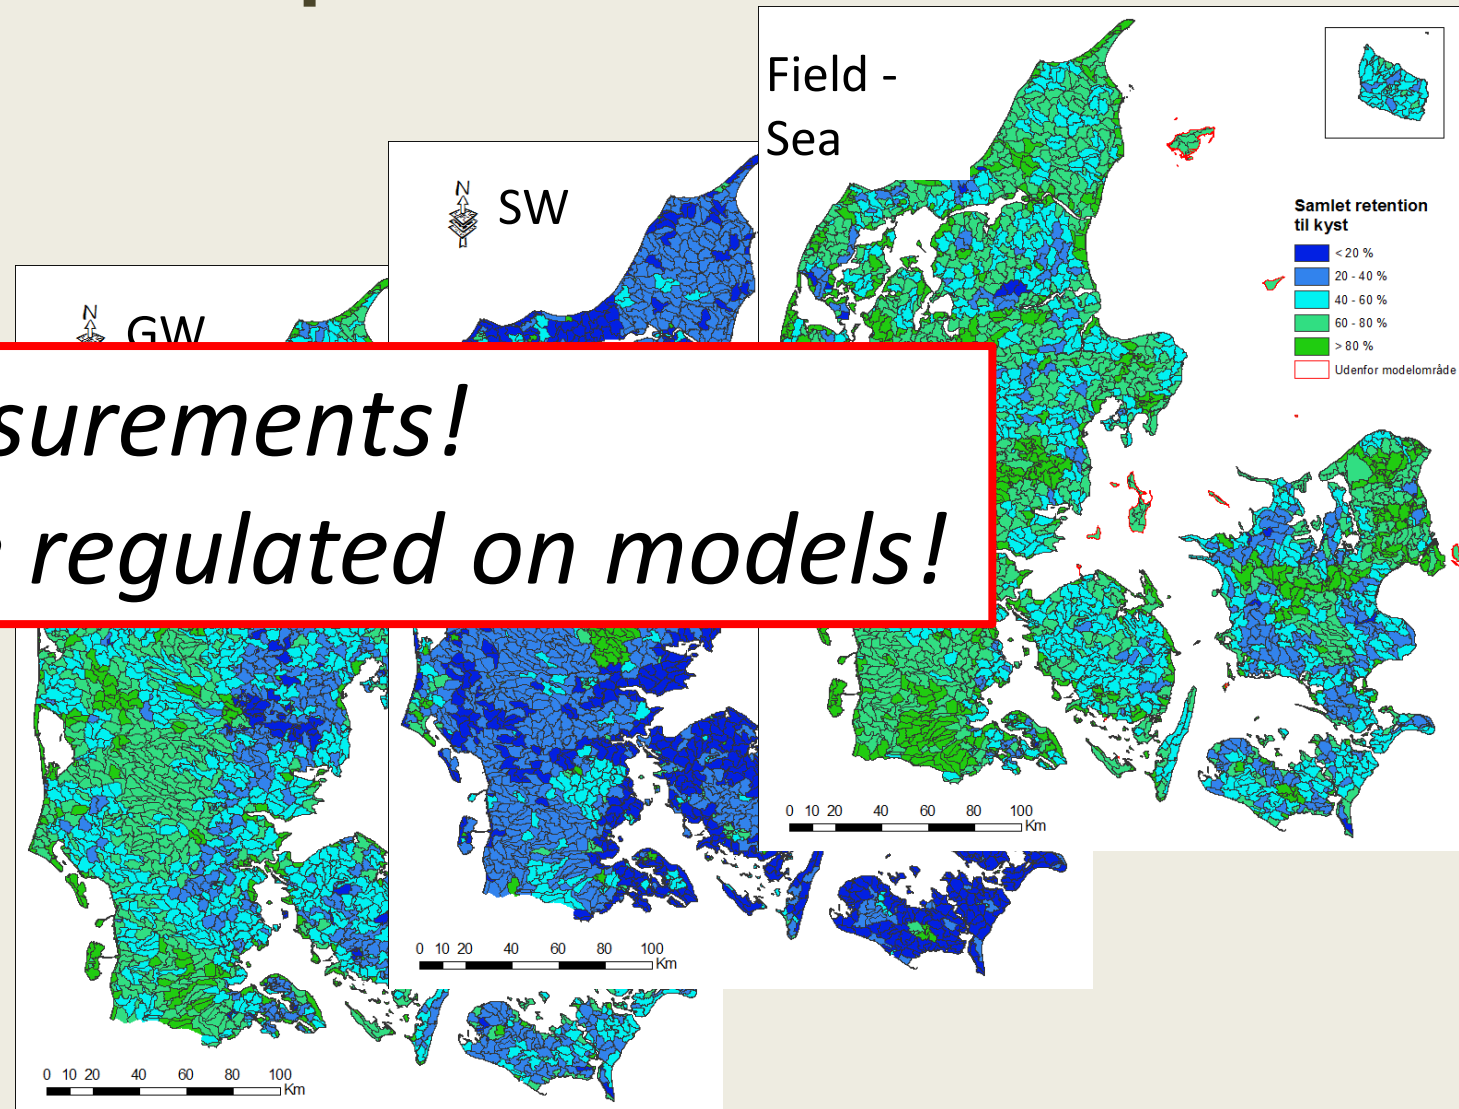 Field -
Sea
Samlet retention
til kyst
< 20 %
20 - 40 %
40 - 60 %
60 - 80 %
> 80 %
Udenfor modelområde
N
SW
N
GW
surements!
regulated on models!
0 10 20 40 60 80 100 Km
0 10 20 40 60 80 100 Km
0 10 20 40 60 80 100 Km